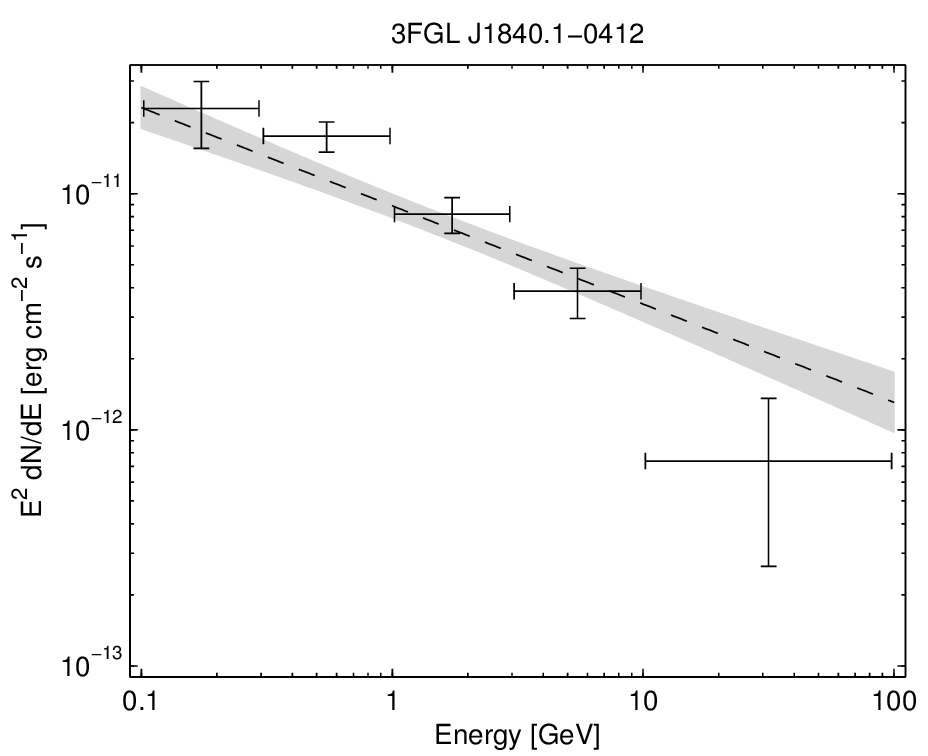 3FGL J1840.1−0412
E² dN/dE [erg cm⁻² s⁻¹]
10⁻¹¹
10⁻¹²
10⁻¹³
0.1 1 10 100
Energy [GeV]